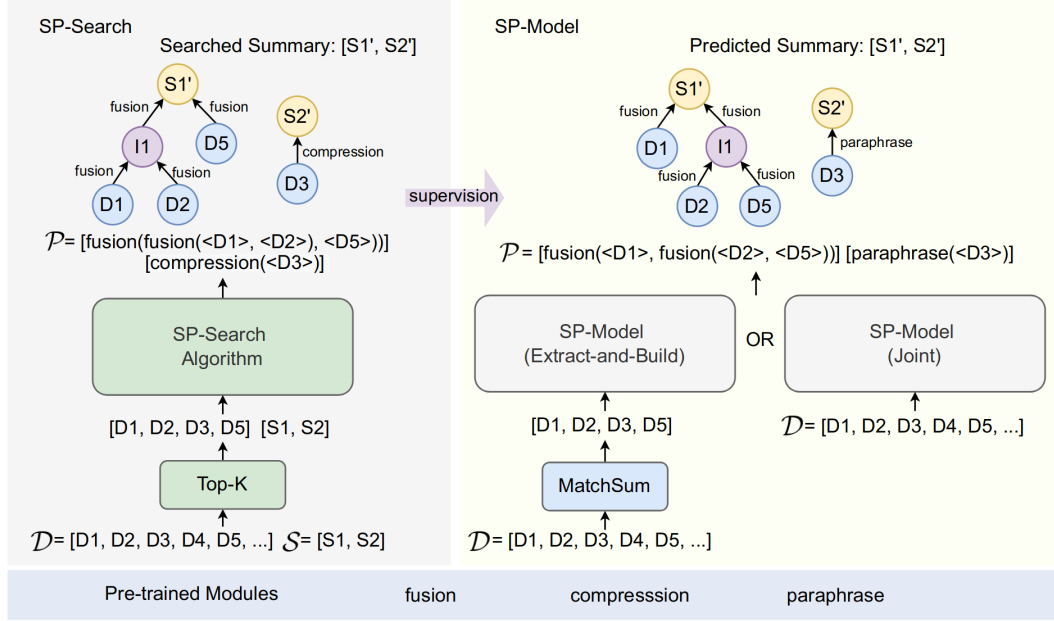 SP-Search
Searched Summary: [S1', S2']
S1'
fusion
fusion
S2'
I1
D5
compression
fusion
fusion
D3
D1
D2
𝒫= [fusion(fusion(<D1>, <D2>), <D5>))]
[compression(<D3>)]
SP-Search
Algorithm
[D1, D2, D3, D5] [S1, S2]
Top-K
𝒟= [D1, D2, D3, D4, D5, ...] 𝒮= [S1, S2]
supervision
SP-Model
Predicted Summary: [S1', S2']
S1'
fusion
fusion
S2'
D1
I1
paraphrase
fusion
fusion
D3
D2
D5
𝒫= [fusion(<D1>, fusion(<D2>, <D5>))] [paraphrase(<D3>)]
SP-Model
(Extract-and-Build)
OR
SP-Model
(Joint)
[D1, D2, D3, D5]
𝒟= [D1, D2, D3, D4, D5, ...]
MatchSum
𝒟= [D1, D2, D3, D4, D5, ...]
Pre-trained Modules fusion compresssion paraphrase